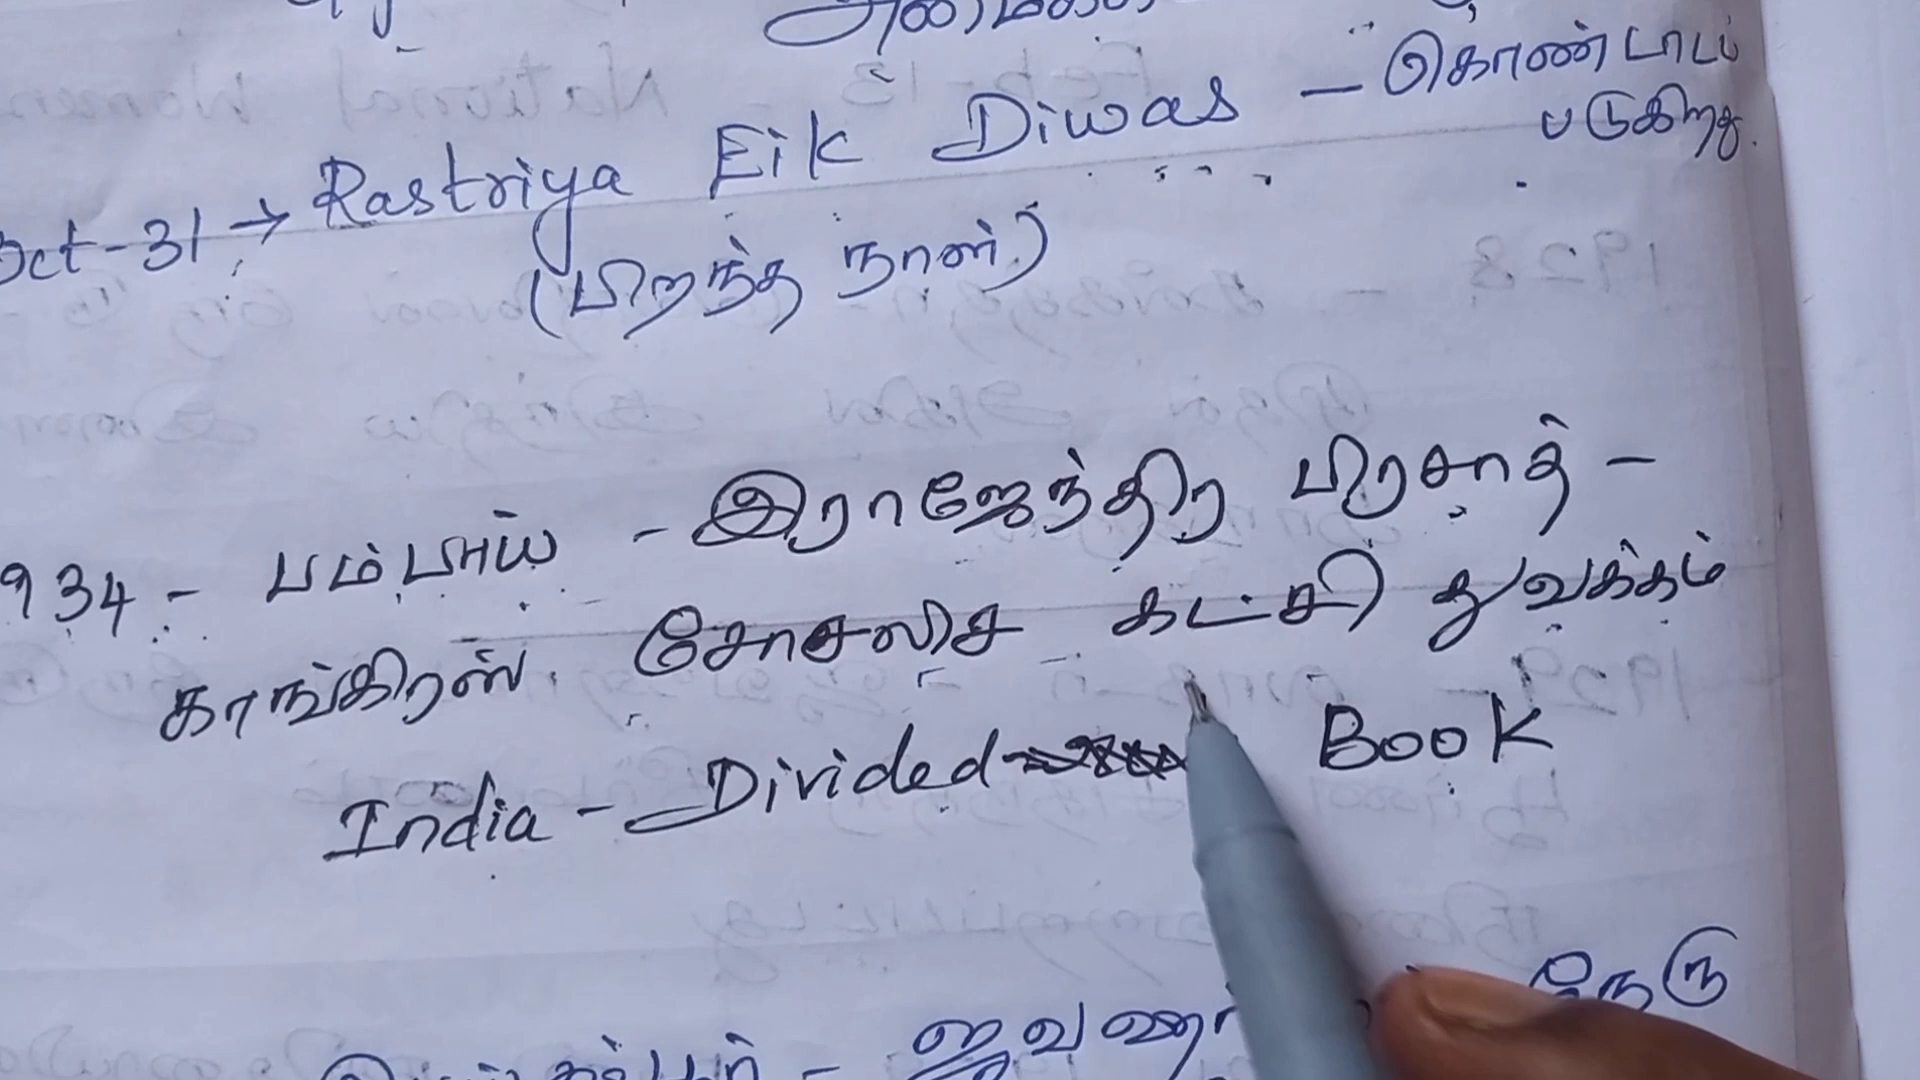 Oct-31 → Rastriya Eik Diwas – கொண்டாடப்
படுகிறது.
(பிறந்த நாள்)
934 - பம்பாய் - இராஜேந்திர பிரசாத் -
காங்கிரஸ். சோசலிச கட்சி துவக்கம்
India - Divided Book